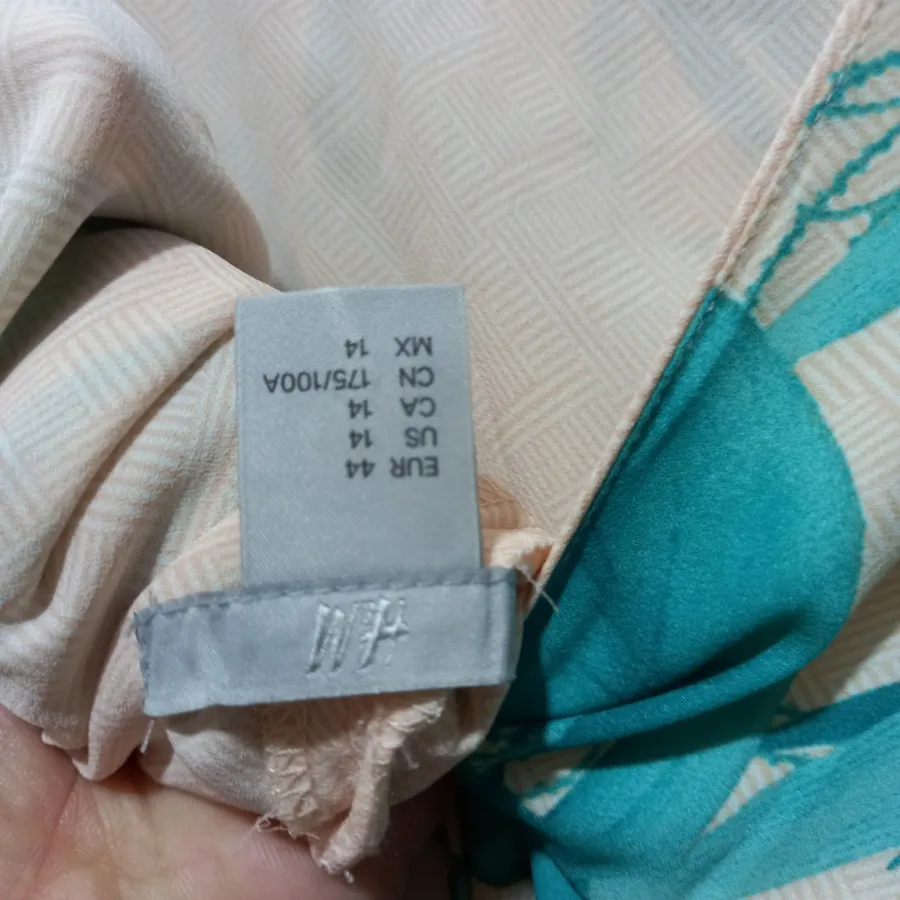 H&M
EUR 44
US 14
CA 14
CN 175/100A
MX 14